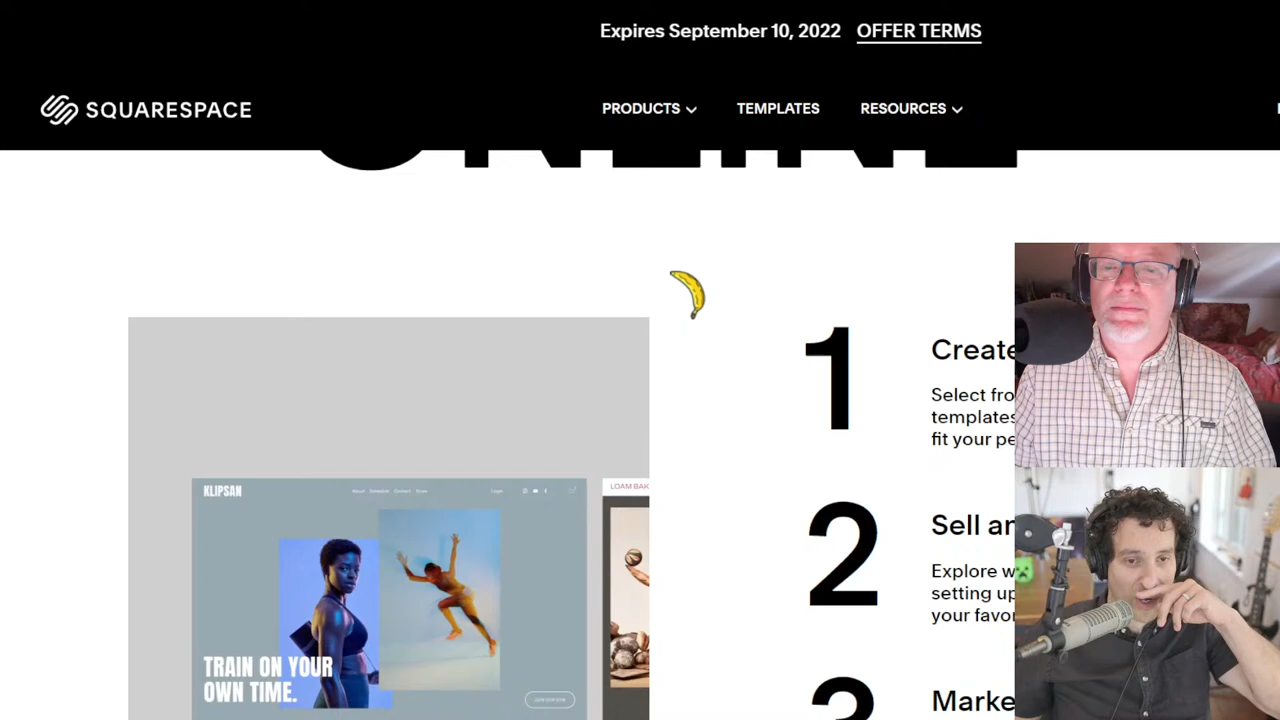 Expires September 10, 2022 OFFER TERMS
SQUARESPACE PRODUCTS TEMPLATES RESOURCES
ONLINE
1 Create
Select fro
templates
fit your pe
KLIPSAN About Schedule Contact Store Login
LOAM BAK
2 Sell an
Explore w
setting up
your favor
TRAIN ON YOUR
OWN TIME.
3 Marke